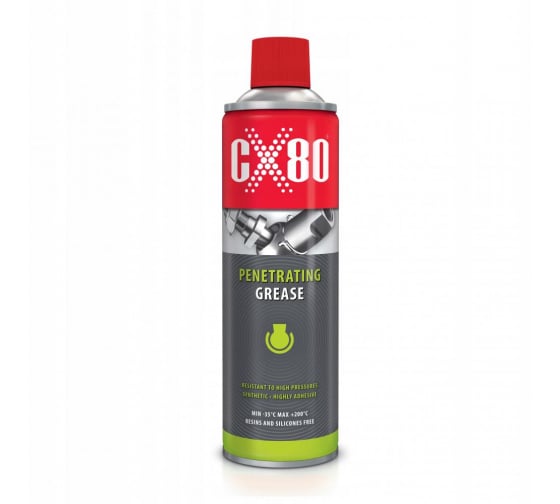 CX80
PENETRATING
GREASE
RESISTANT TO HIGH PRESSURES
SYNTHETIC • HIGHLY ADHESIVE
MIN -35°C MAX +200°C
RESINS AND SILICONES FREE